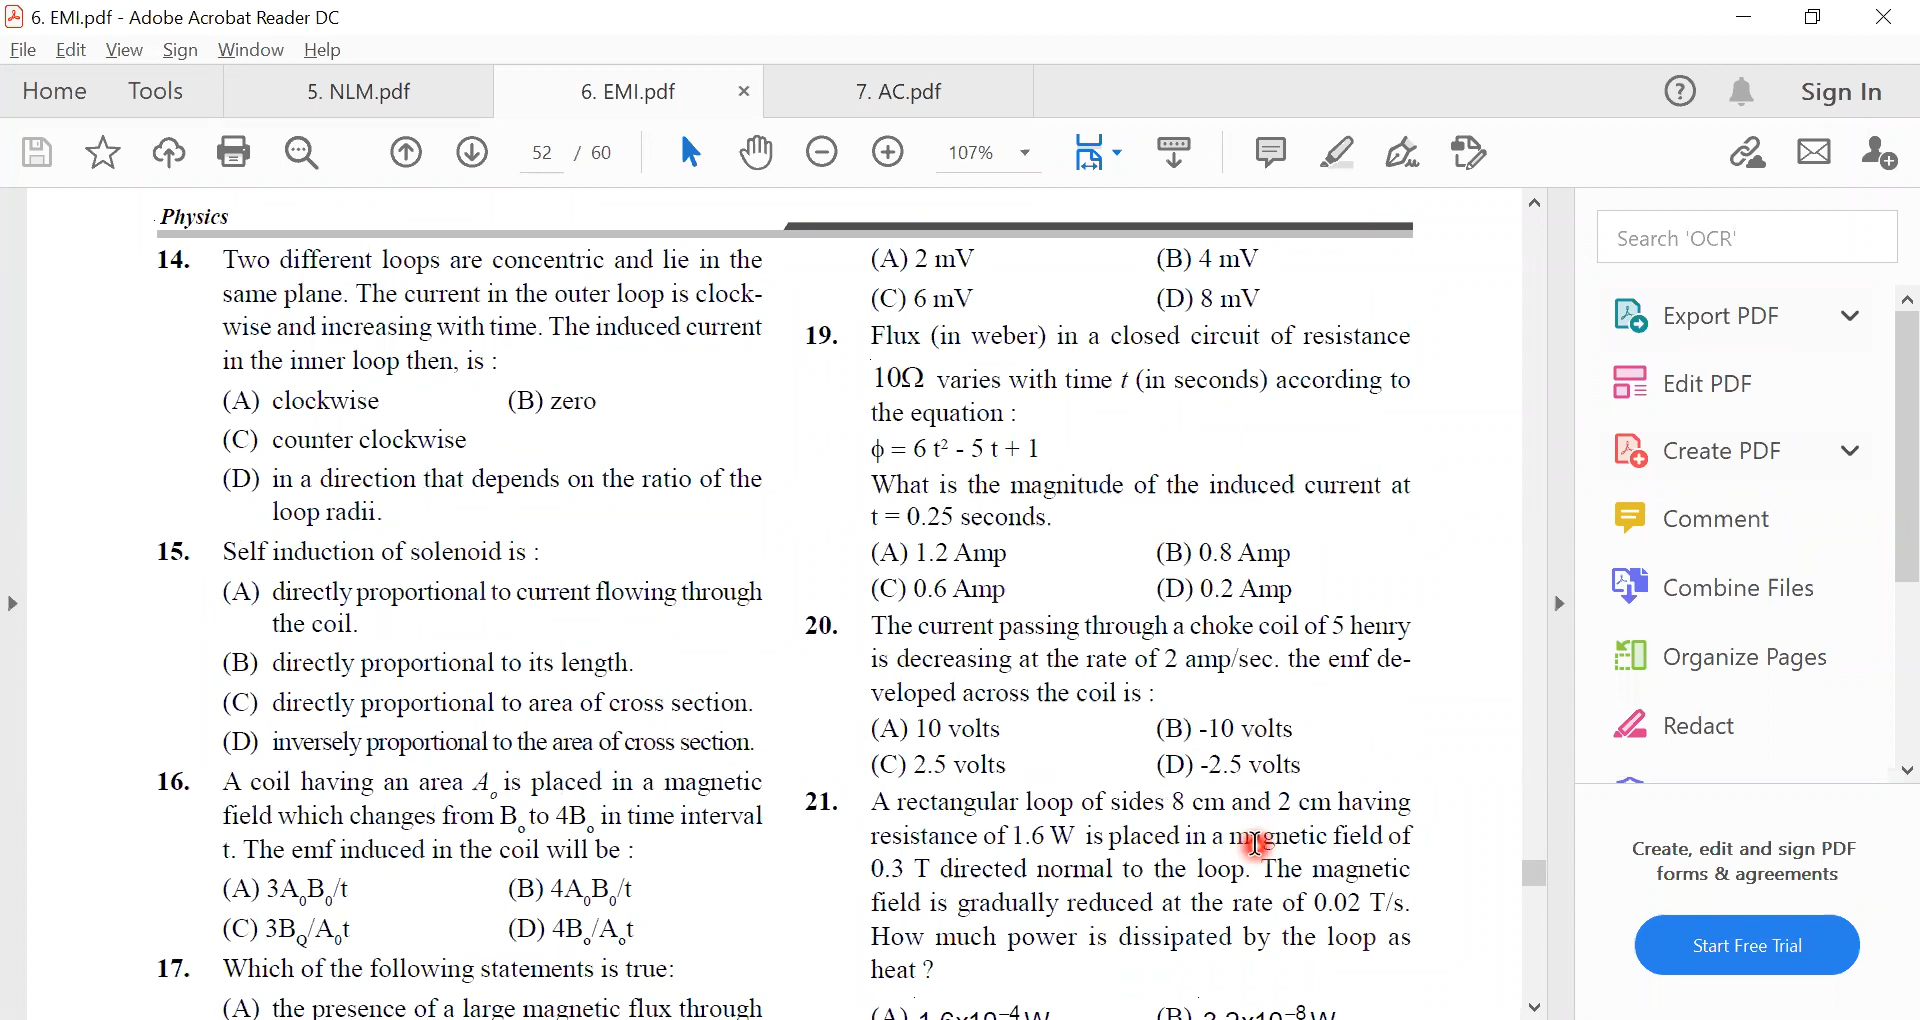 6. EMI.pdf - Adobe Acrobat Reader DC
File Edit View Sign Window Help
Home Tools 5. NLM.pdf 6. EMI.pdf × 7. AC.pdf Sign In
52 / 60 107%
Physics
14. Two different loops are concentric and lie in the
same plane. The current in the outer loop is clock-
wise and increasing with time. The induced current
in the inner loop then, is :
(A) clockwise (B) zero
(C) counter clockwise
(D) in a direction that depends on the ratio of the
loop radii.
15. Self induction of solenoid is :
(A) directly proportional to current flowing through
the coil.
(B) directly proportional to its length.
(C) directly proportional to area of cross section.
(D) inversely proportional to the area of cross section.
16. A coil having an area Aₒ is placed in a magnetic
field which changes from Bₒ to 4Bₒ in time interval
t. The emf induced in the coil will be :
(A) 3A₀B₀/t (B) 4A₀B₀/t
(C) 3B₀/A₀t (D) 4Bₒ/Aₒt
17. Which of the following statements is true:
(A) the presence of a large magnetic flux through
(A) 2 mV (B) 4 mV
(C) 6 mV (D) 8 mV
19. Flux (in weber) in a closed circuit of resistance
10Ω varies with time t (in seconds) according to
the equation :
ϕ = 6 t² - 5 t + 1
What is the magnitude of the induced current at
t = 0.25 seconds.
(A) 1.2 Amp (B) 0.8 Amp
(C) 0.6 Amp (D) 0.2 Amp
20. The current passing through a choke coil of 5 henry
is decreasing at the rate of 2 amp/sec. the emf de-
veloped across the coil is :
(A) 10 volts (B) -10 volts
(C) 2.5 volts (D) -2.5 volts
21. A rectangular loop of sides 8 cm and 2 cm having
resistance of 1.6 W is placed in a magnetic field of
0.3 T directed normal to the loop. The magnetic
field is gradually reduced at the rate of 0.02 T/s.
How much power is dissipated by the loop as
heat ?
Search 'OCR'
Export PDF
Edit PDF
Create PDF
Comment
Combine Files
Organize Pages
Redact
Create, edit and sign PDF
forms & agreements
Start Free Trial